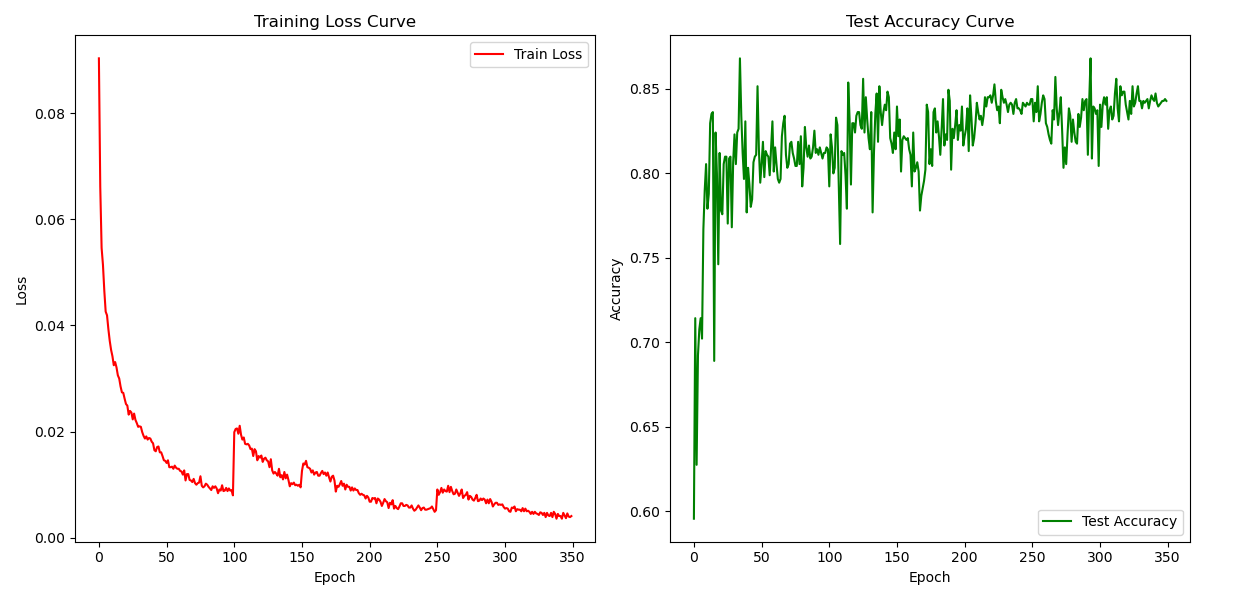 Training Loss Curve
Train Loss
0.08
0.06
0.04
0.02
0.00
Loss
0 50 100 150 200 250 300 350
Epoch
Test Accuracy Curve
0.85
0.80
0.75
0.70
0.65
0.60
Accuracy
Test Accuracy
0 50 100 150 200 250 300 350
Epoch